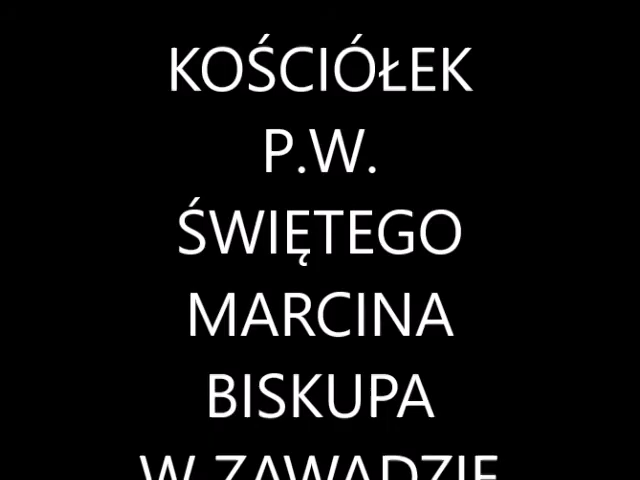 KOŚCIÓŁEK
P.W.
ŚWIĘTEGO
MARCINA
BISKUPA
W ZAWADZIE